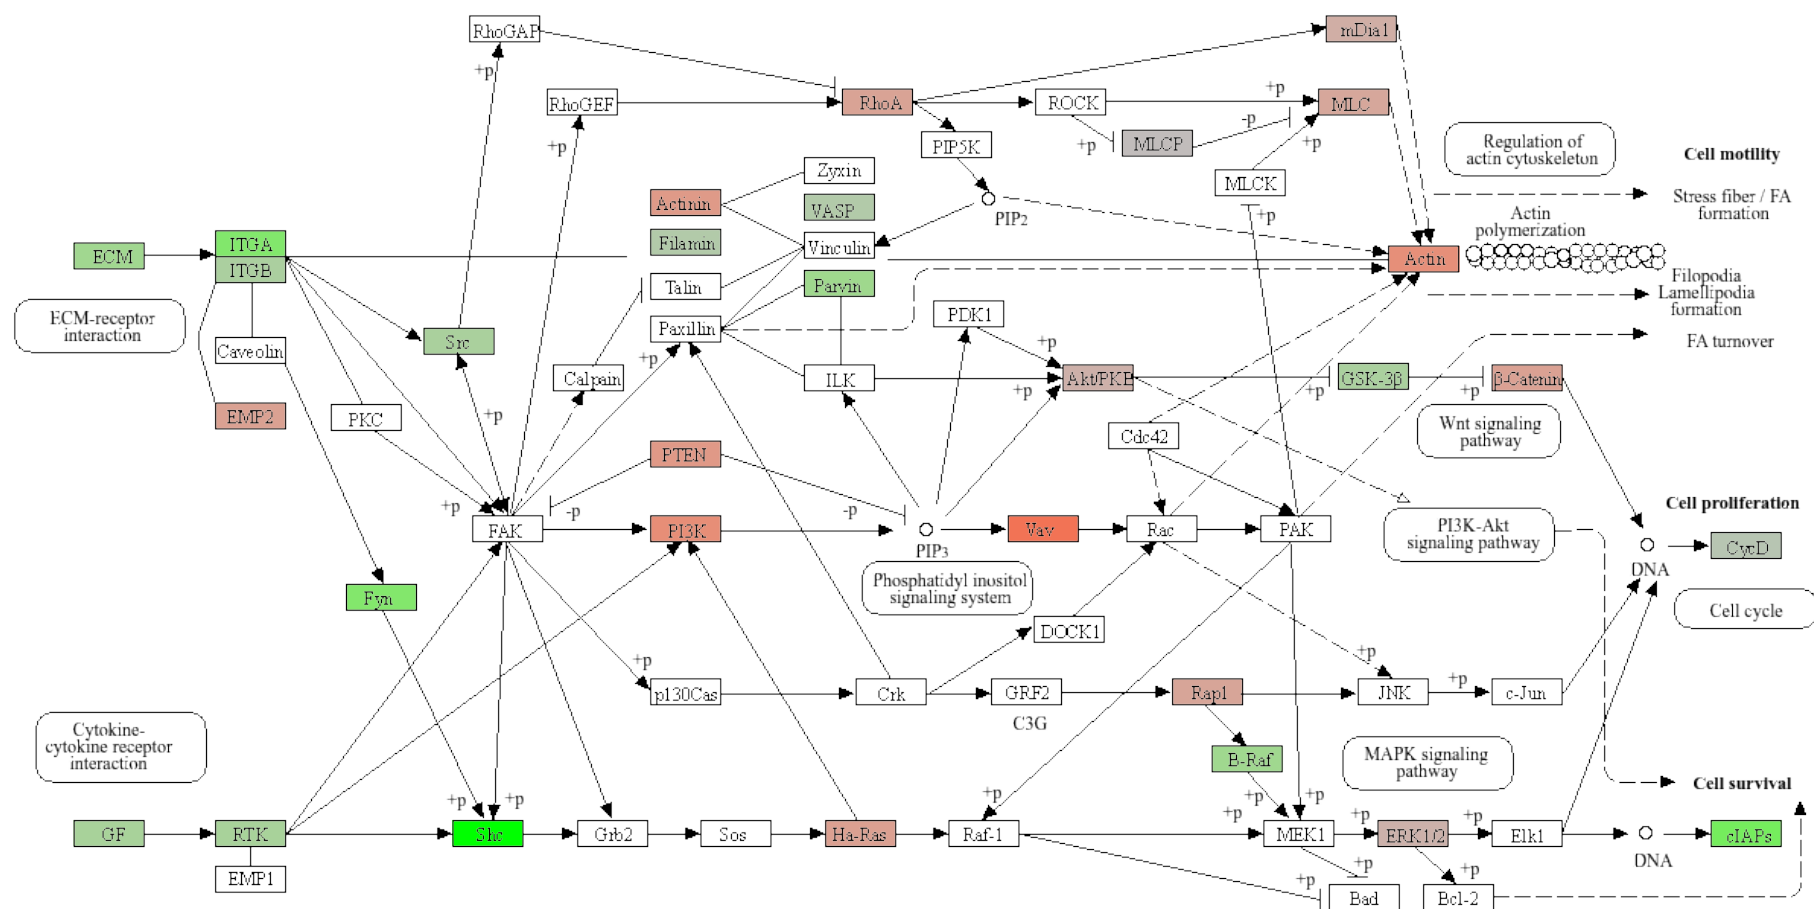 RhoGAP
mDia1
+p
RhoGEF
RhoA
ROCK
+p
MLC
+p
PIP5K
+p
MLCP
-p
+p
Regulation of
actin cytoskeleton
Cell motility
Zyxin
MLCK
Actinin
VASP
PIP2
+p
Stress fiber / FA
formation
Actin
polymerization
ECM
ITGA
ITGB
Filamin
Vinculin
Actin
Talin
Parvin
Filopodia
Lamellipodia
formation
ECM-receptor
interaction
Src
Paxillin
PDK1
FA turnover
Caveolin
+p
+p
Calpain
ILK
+p
Akt/PKB
+p
GSK-3β
+p
β-Catenin
EMP2
PKC
+p
Cdc42
Wnt signaling
pathway
PTEN
+p
FAK
-p
PI3K
-p
PIP3
Vav
Rac
PAK
PI3K-Akt
signaling pathway
Cell proliferation
CycD
DNA
Phosphatidyl inositol
signaling system
Fyn
Cell cycle
DOCK1
+p
+p
p130Cas
Crk
GRF2
C3G
Rap1
JNK
+p
c-Jun
Cytokine-
cytokine receptor
interaction
B-Raf
MAPK signaling
pathway
Cell survival
+p
+p
+p
+p
+p
+p
+p
+p
GF
RTK
Shc
Grb2
Sos
Ha-Ras
Raf-1
MEK1
ERK1/2
Elk1
DNA
cIAPs
EMP1
+p
+p
+p
Bad
Bcl-2